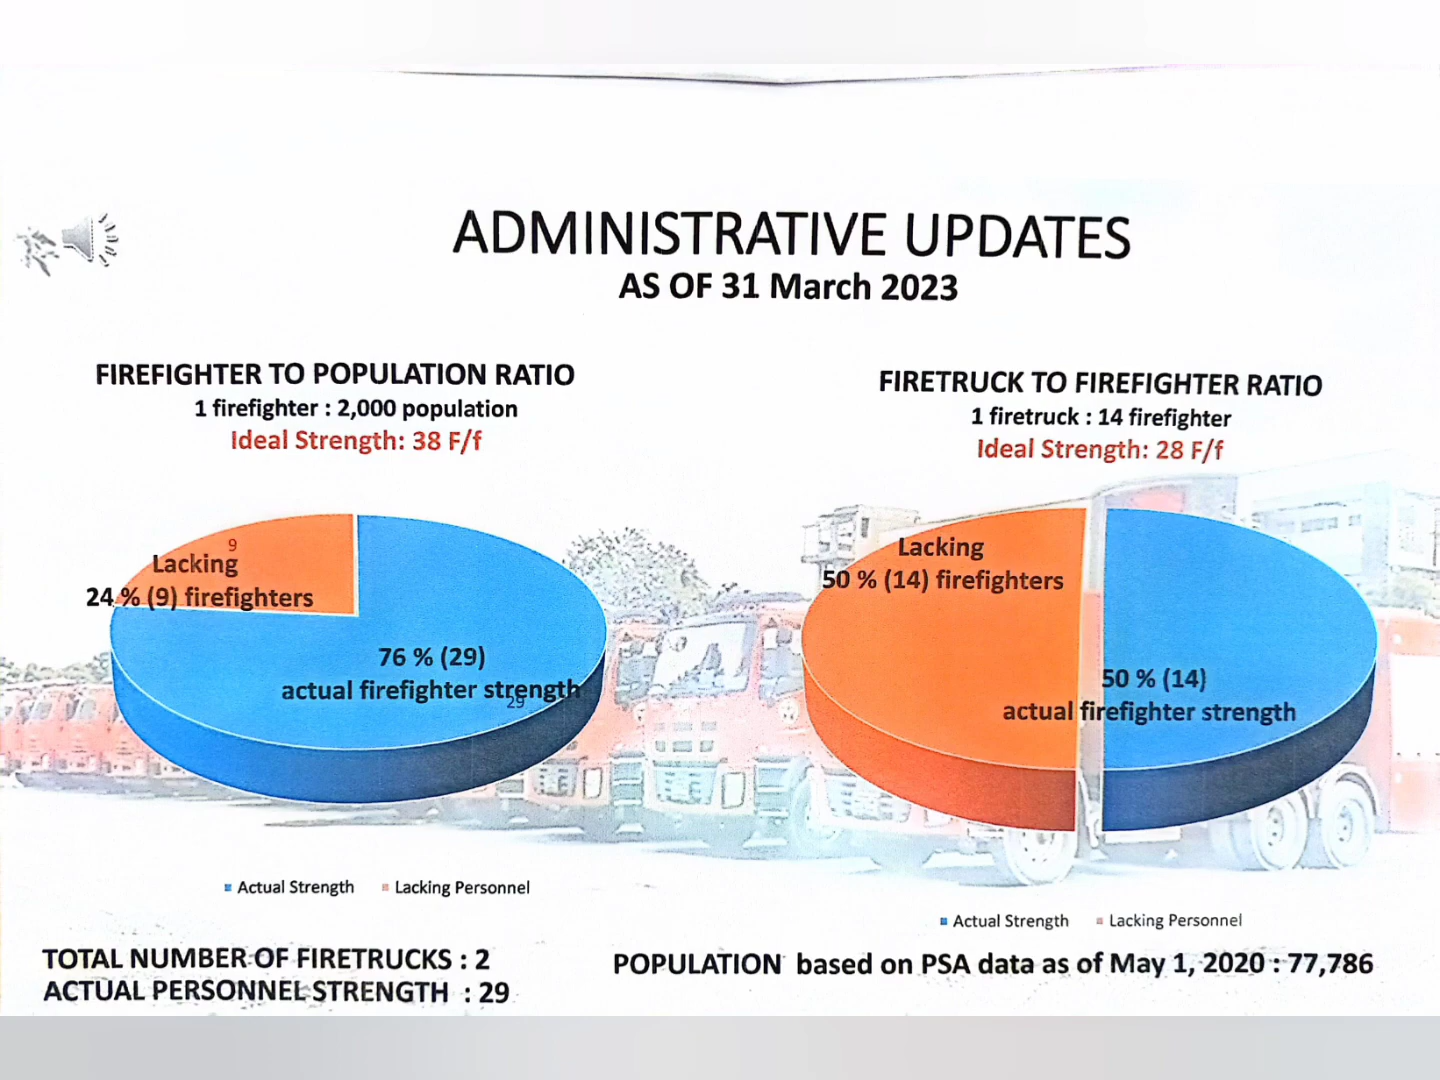 ADMINISTRATIVE UPDATES
AS OF 31 March 2023
FIREFIGHTER TO POPULATION RATIO
1 firefighter : 2,000 population
Ideal Strength: 38 F/f
9
Lacking
24 % (9) firefighters
76 % (29)
actual firefighter strength
29
Actual Strength
Lacking Personnel
FIRETRUCK TO FIREFIGHTER RATIO
1 firetruck : 14 firefighter
Ideal Strength: 28 F/f
Lacking
50 % (14) firefighters
50 % (14)
actual firefighter strength
Actual Strength
Lacking Personnel
TOTAL NUMBER OF FIRETRUCKS : 2
ACTUAL PERSONNEL STRENGTH : 29
POPULATION based on PSA data as of May 1, 2020 : 77,786